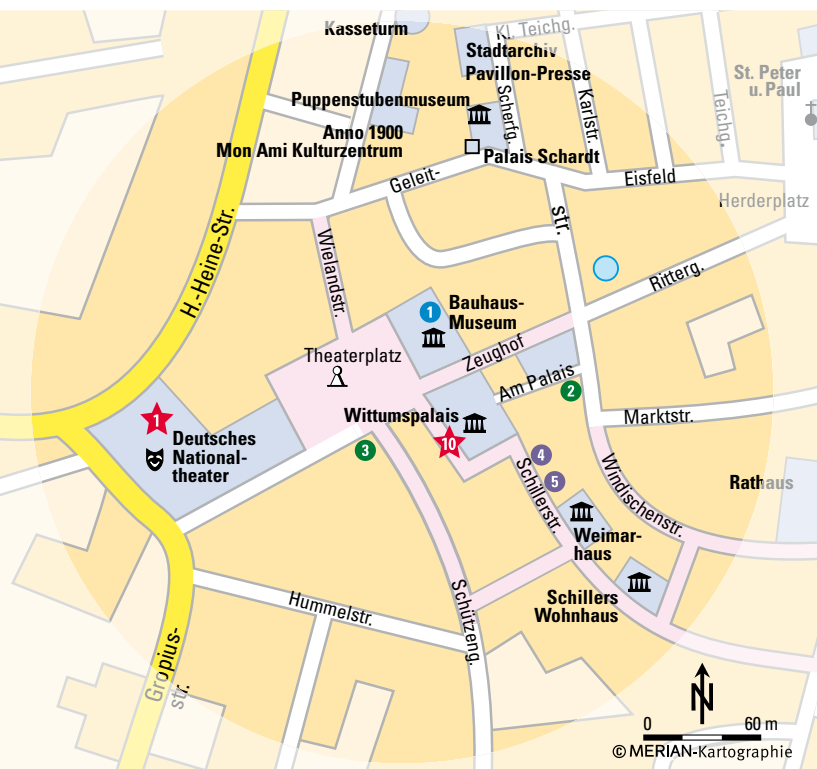 Kasseturm
Kl. Teichg.
Stadtarchiv
Pavillon-Presse
St. Peter
u. Paul
Puppenstubenmuseum
Scherfg.
Karlstr.
Teichg.
Anno 1900
Mon Ami Kulturzentrum
Palais Schardt
Geleit-
str.
Eisfeld
Herderplatz
H.-Heine-Str.
Wielandstr.
Ritterg.
1
Bauhaus-
Museum
Theaterplatz
Zeughof
Am Palais
2
1
Wittumspalais
10
Marktstr.
Deutsches
National-
theater
3
4
5
Schillerstr.
Windischenstr.
Rathaus
Weimar-
haus
Schillers
Wohnhaus
Hummelstr.
Schützeng.
Gropius-
str.
N
0
60 m
© MERIAN-Kartographie